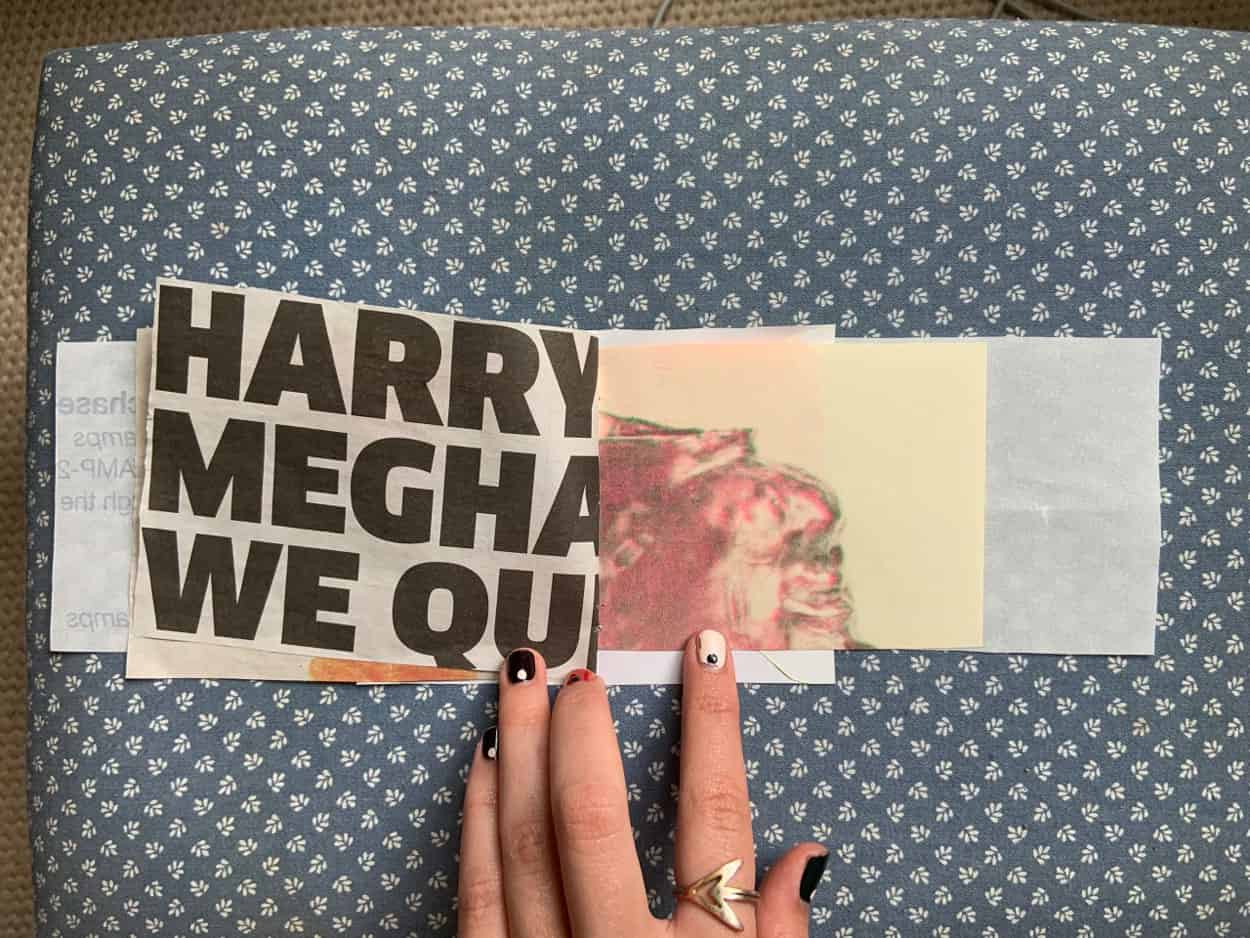 HARRY
MEGHA
WE QU
chase
amps
AMP-2
gh the
amps